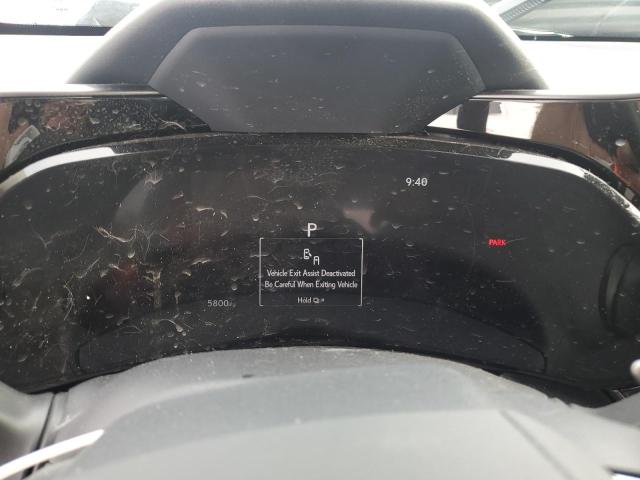 9:40
P
PARK
Vehicle Exit Assist Deactivated
Be Careful When Exiting Vehicle
5800
Hold